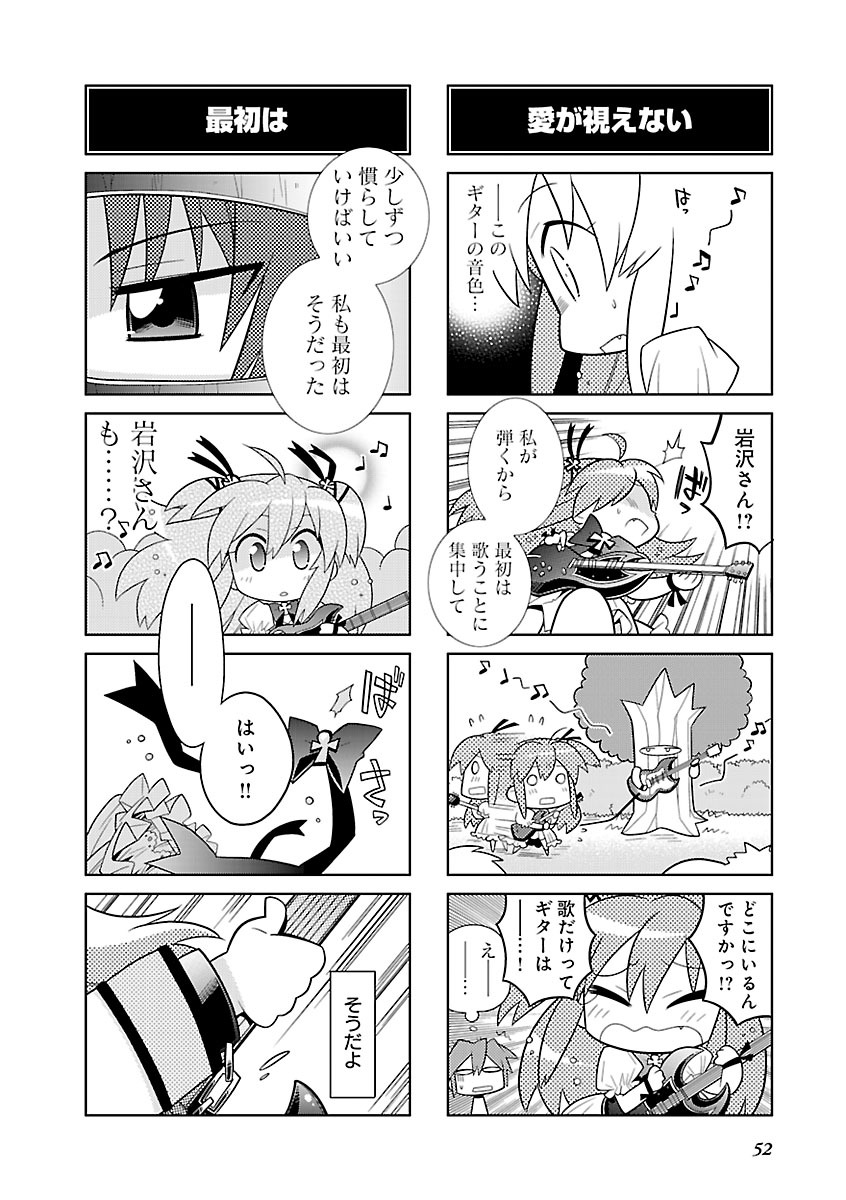 愛が視えない
はっ
――この
ギターの音色…
岩沢さん!?
私が
弾くから
最初は
歌うことに
集中して
どこにいるん
ですかっ!?
歌だけって
ギターは
――…!
え――
……
最初は
少しずつ
慣らして
いけばいい
私も最初は
そうだった
岩沢さん
も……?
――
はいっ!!
ばっ
きゅっ
そうだよ
52